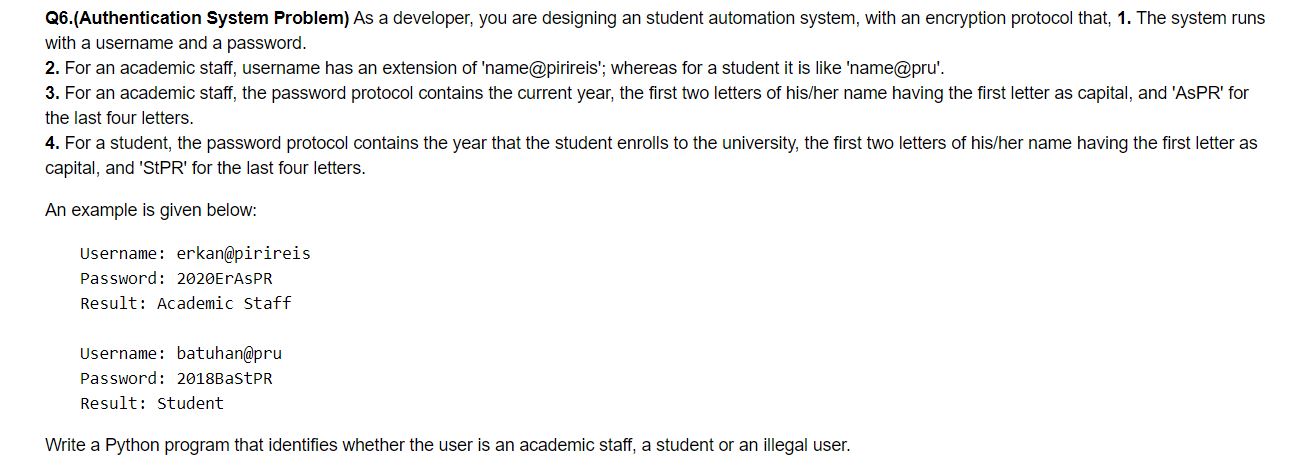 Q6.(Authentication System Problem) As a developer, you are designing an student automation system, with an encryption protocol that, 1. The system runs
with a username and a password.
2. For an academic staff, username has an extension of 'name@pirireis'; whereas for a student it is like 'name@pru'.
3. For an academic staff, the password protocol contains the current year, the first two letters of his/her name having the first letter as capital, and 'AsPR' for
the last four letters.
4. For a student, the password protocol contains the year that the student enrolls to the university, the first two letters of his/her name having the first letter as
capital, and 'StPR' for the last four letters.
An example is given below:
Username: erkan@pirireis
Password: 2020ErAsPR
Result: Academic Staff
Username: batuhan@pru
Password: 2018BaStPR
Result: Student
Write a Python program that identifies whether the user is an academic staff, a student or an illegal user.